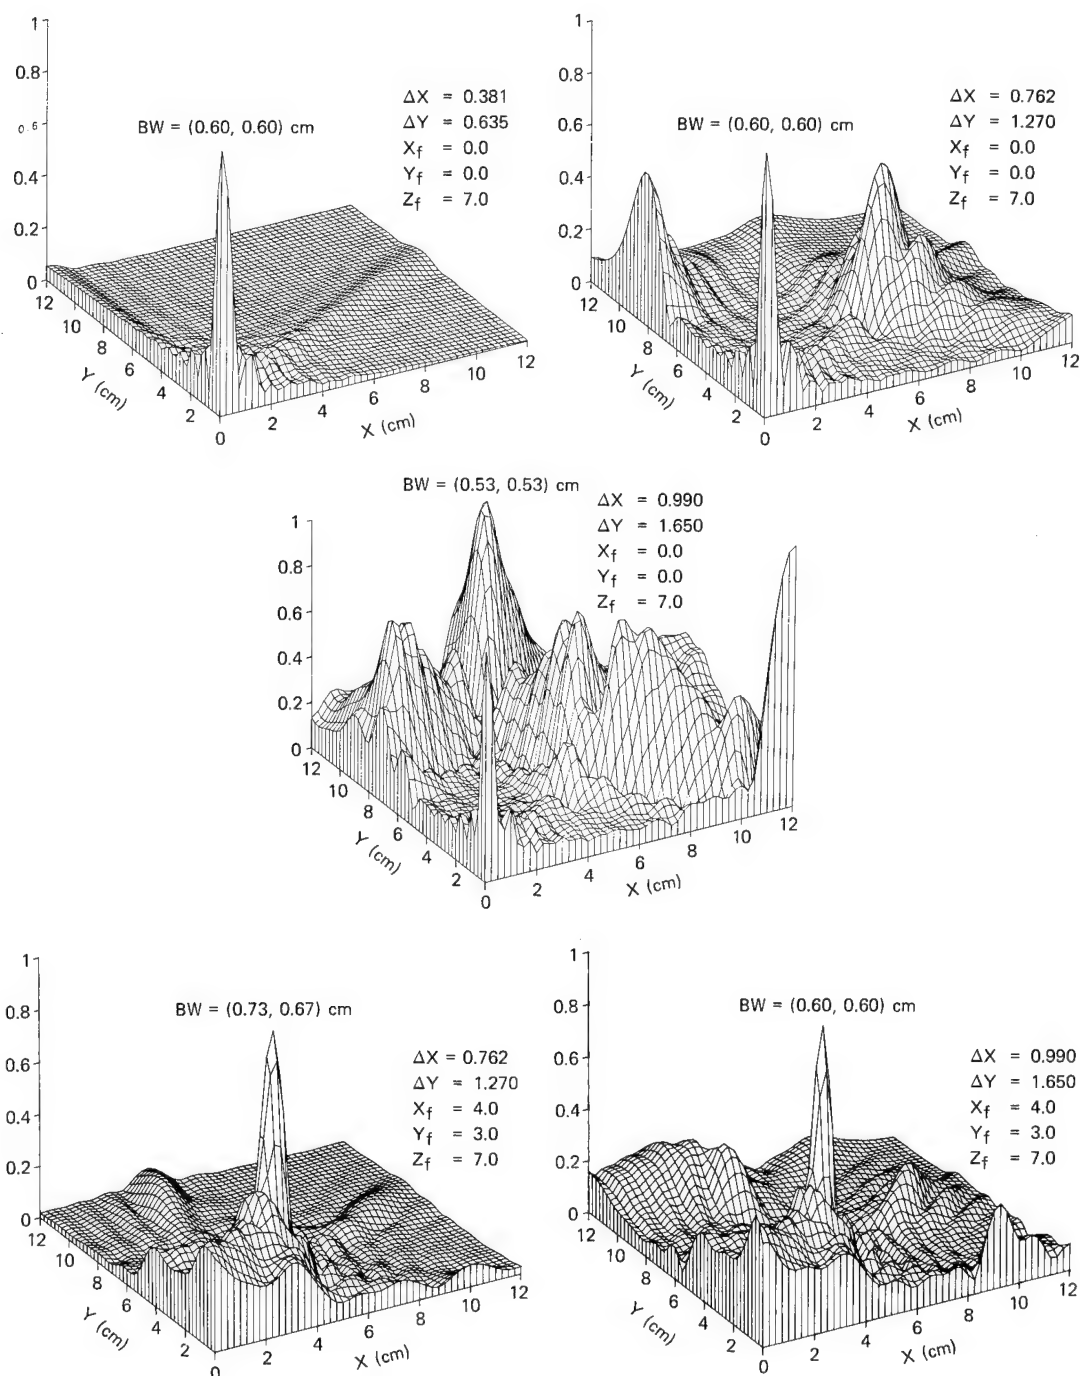 1
0.8
0.6
0.4
0.2
0
BW = (0.60, 0.60) cm
ΔX = 0.381
ΔY = 0.635
Xf = 0.0
Yf = 0.0
Zf = 7.0
12
10
8
6
4
2
0
2
4
6
8
10
12
Y (cm)
X (cm)
1
0.8
0.6
0.4
0.2
0
BW = (0.60, 0.60) cm
ΔX = 0.762
ΔY = 1.270
Xf = 0.0
Yf = 0.0
Zf = 7.0
12
10
8
6
4
2
0
2
4
6
8
10
12
Y (cm)
X (cm)
BW = (0.53, 0.53) cm
1
0.8
0.6
0.4
0.2
0
ΔX = 0.990
ΔY = 1.650
Xf = 0.0
Yf = 0.0
Zf = 7.0
12
10
8
6
4
2
0
2
4
6
8
10
12
Y (cm)
X (cm)
1
0.8
0.6
0.4
0.2
0
BW = (0.73, 0.67) cm
ΔX = 0.762
ΔY = 1.270
Xf = 4.0
Yf = 3.0
Zf = 7.0
12
10
8
6
4
2
0
2
4
6
8
10
12
Y (cm)
X (cm)
1
0.8
0.6
0.4
0.2
0
BW = (0.60, 0.60) cm
ΔX = 0.990
ΔY = 1.650
Xf = 4.0
Yf = 3.0
Zf = 7.0
12
10
8
6
4
2
0
2
4
6
8
10
12
Y (cm)
X (cm)